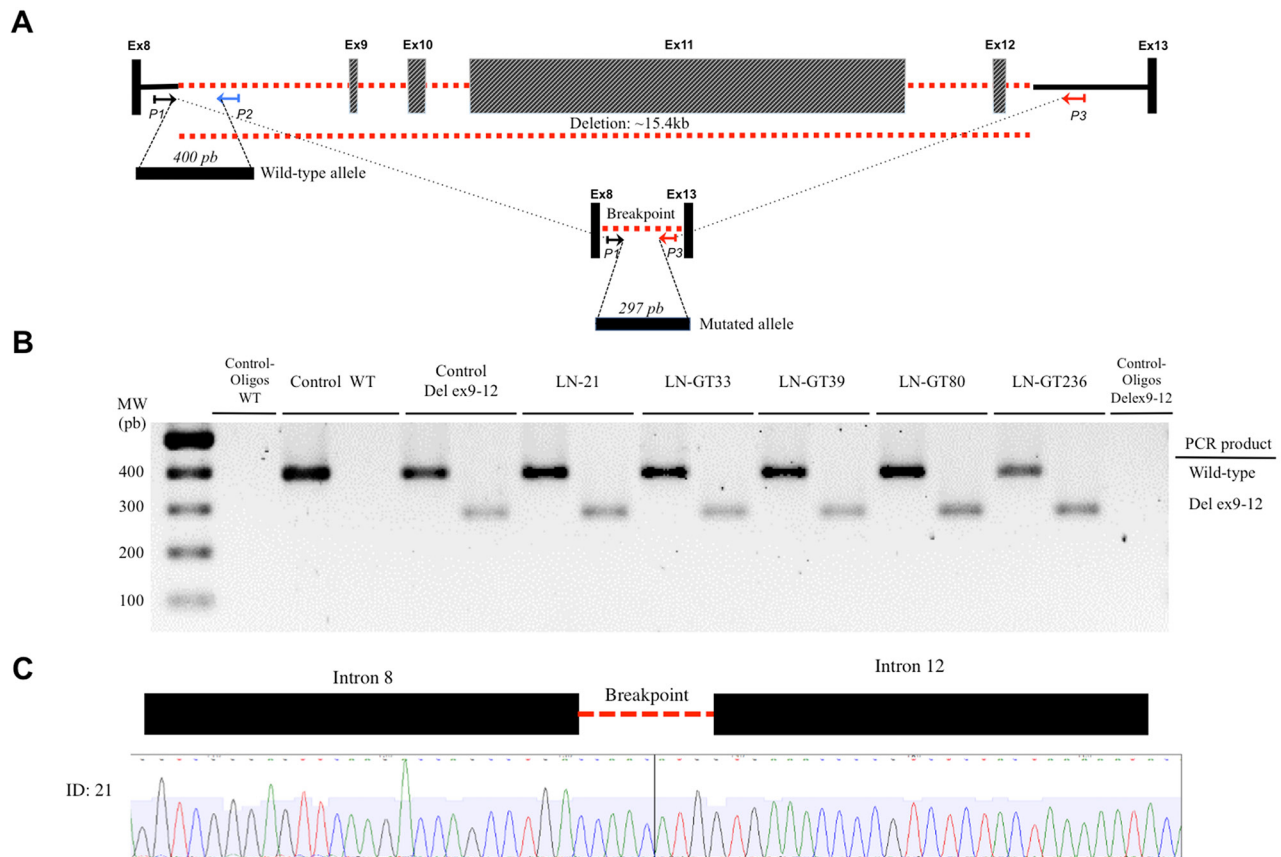 A
Ex8 Ex9 Ex10 Ex11 Ex12 Ex13
P1 P2 P3
Deletion: ~15.4kb
400 pb
Wild-type allele
Ex8 Ex13
Breakpoint
P1 P3
297 pb
Mutated allele
B
Control-
Oligos
WT
Control WT
Control
Del ex9-12
LN-21
LN-GT33
LN-GT39
LN-GT80
LN-GT236
Control-
Oligos
Delex9-12
MW
(pb)
400
300
200
100
PCR product
Wild-type
Del ex9-12
C
Intron 8
Breakpoint
Intron 12
ID: 21